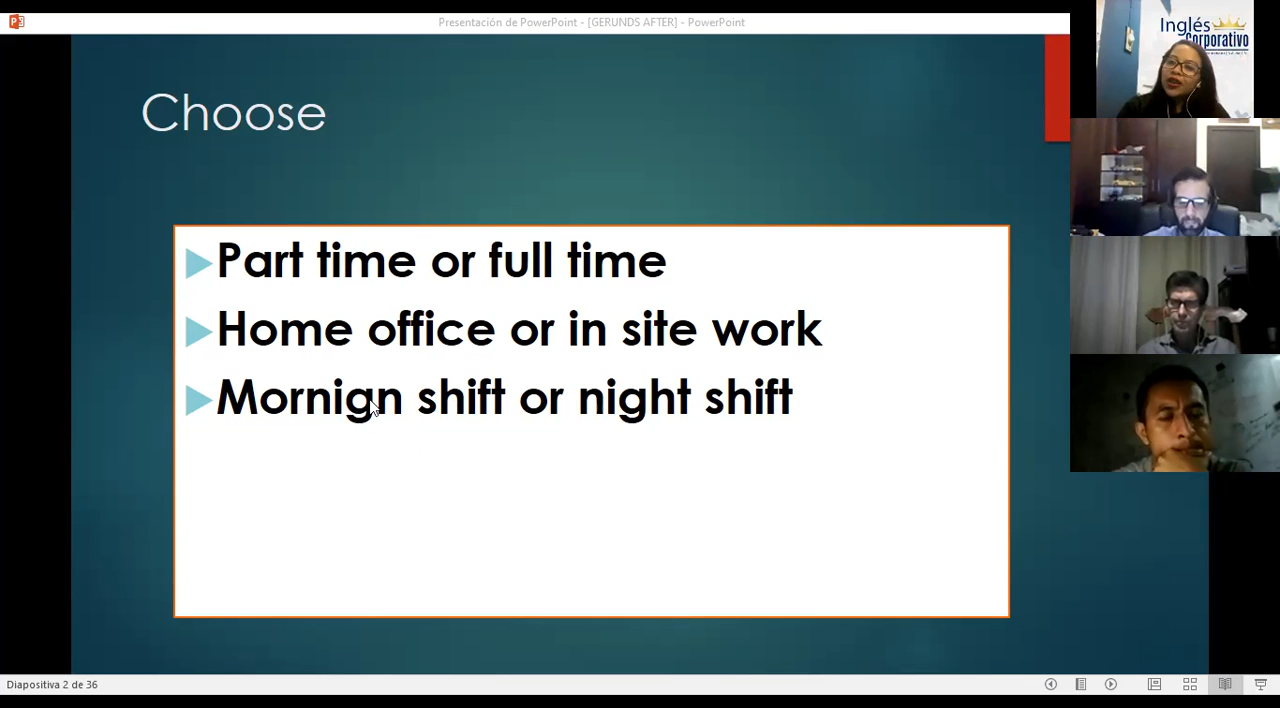 Presentación de PowerPoint - [GERUNDS AFTER] - PowerPoint
Inglés
Corporativo
Choose
Part time or full time
Home office or in site work
Mornign shift or night shift
Diapositiva 2 de 36